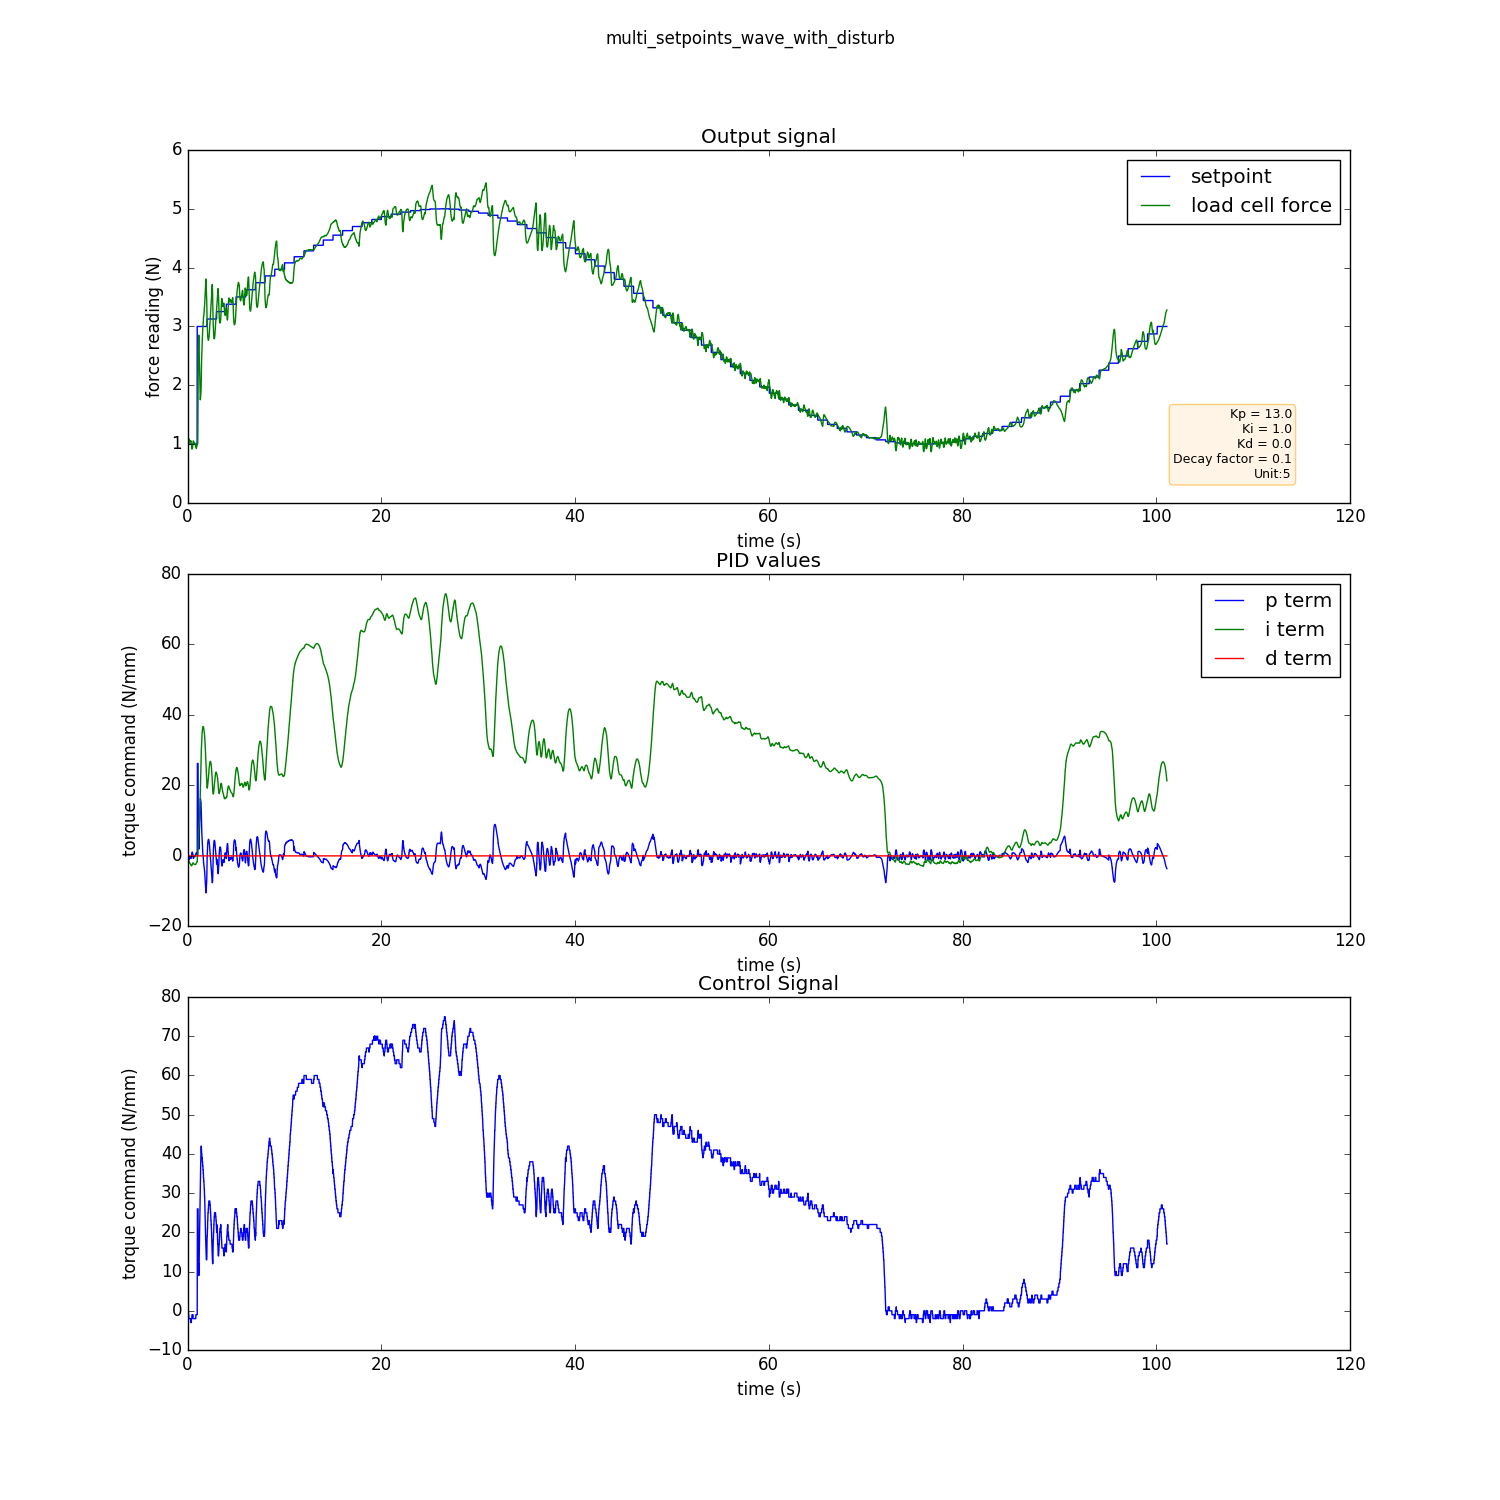 multi_setpoints_wave_with_disturb
Output signal
6
5
4
3
2
1
0
force reading (N)
setpoint
load cell force
Kp = 13.0
Ki = 1.0
Kd = 0.0
Decay factor = 0.1
Unit:5
0 20 40 60 80 100 120
time (s)
PID values
80
60
40
20
0
−20
torque command (N/mm)
p term
i term
d term
0 20 40 60 80 100 120
time (s)
Control Signal
80
70
60
50
40
30
20
10
0
−10
torque command (N/mm)
0 20 40 60 80 100 120
time (s)